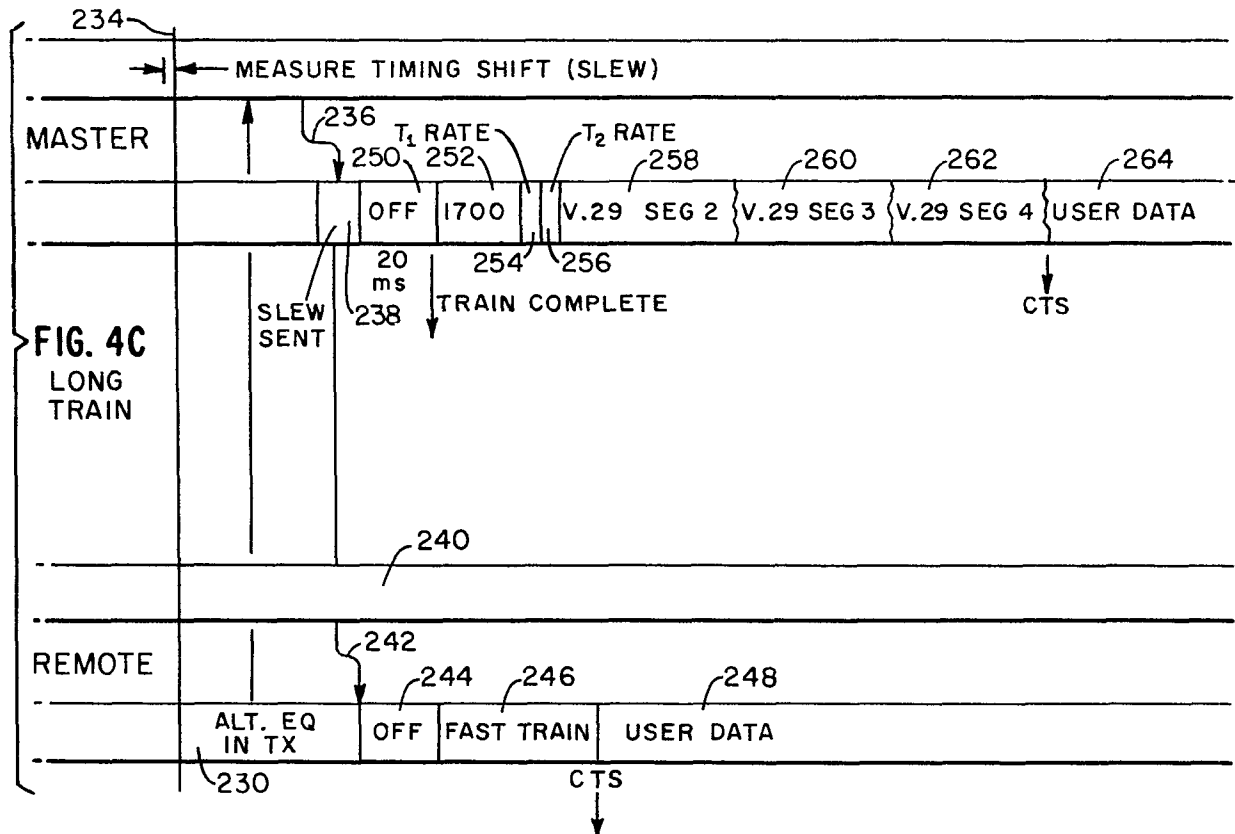 234
MEASURE TIMING SHIFT (SLEW)
MASTER
236
T1 RATE
T2 RATE
250
252
258
260
262
264
OFF
1700
V.29 SEG 2
V.29 SEG 3
V.29 SEG 4
USER DATA
20
ms
254
256
SLEW
SENT
238
TRAIN COMPLETE
CTS
FIG. 4C
LONG
TRAIN
240
REMOTE
242
244
246
248
ALT. EQ
IN TX
OFF
FAST TRAIN
USER DATA
230
CTS